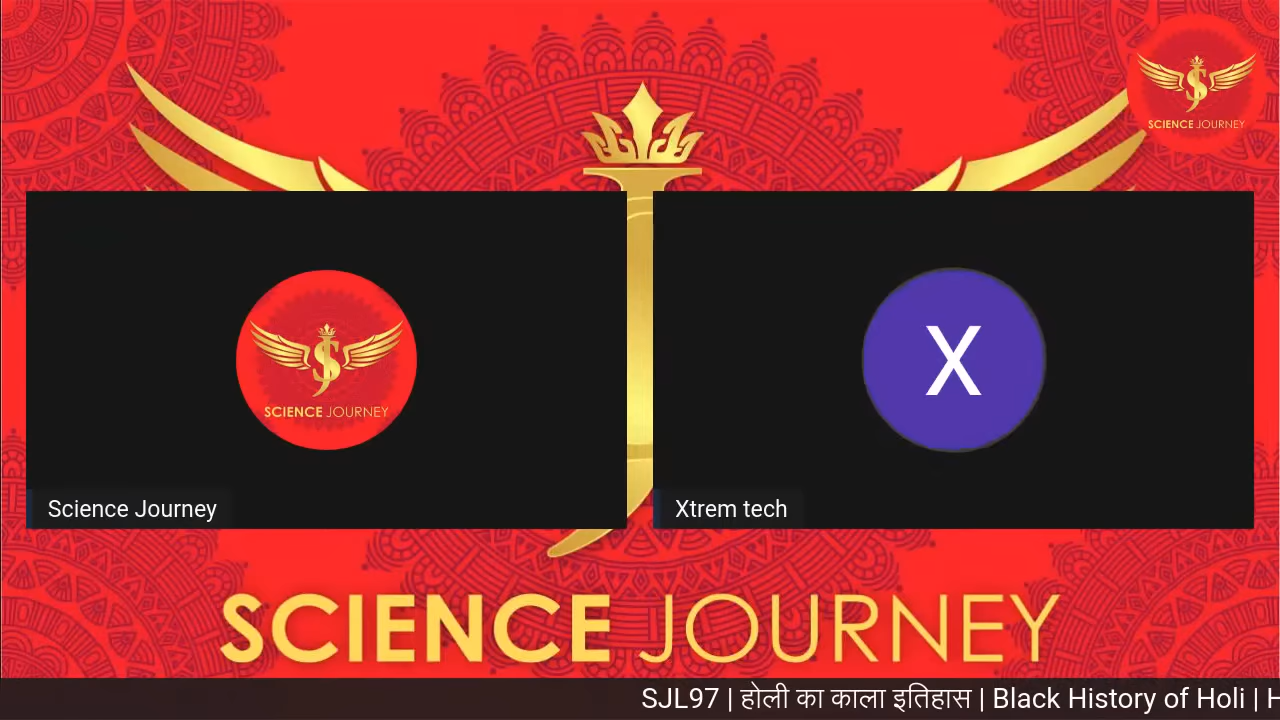 SCIENCE JOURNEY
SCIENCE JOURNEY
X
Science Journey
Xtrem tech
SCIENCE JOURNEY
SJL97 | होली का काला इतिहास | Black History of Holi | H